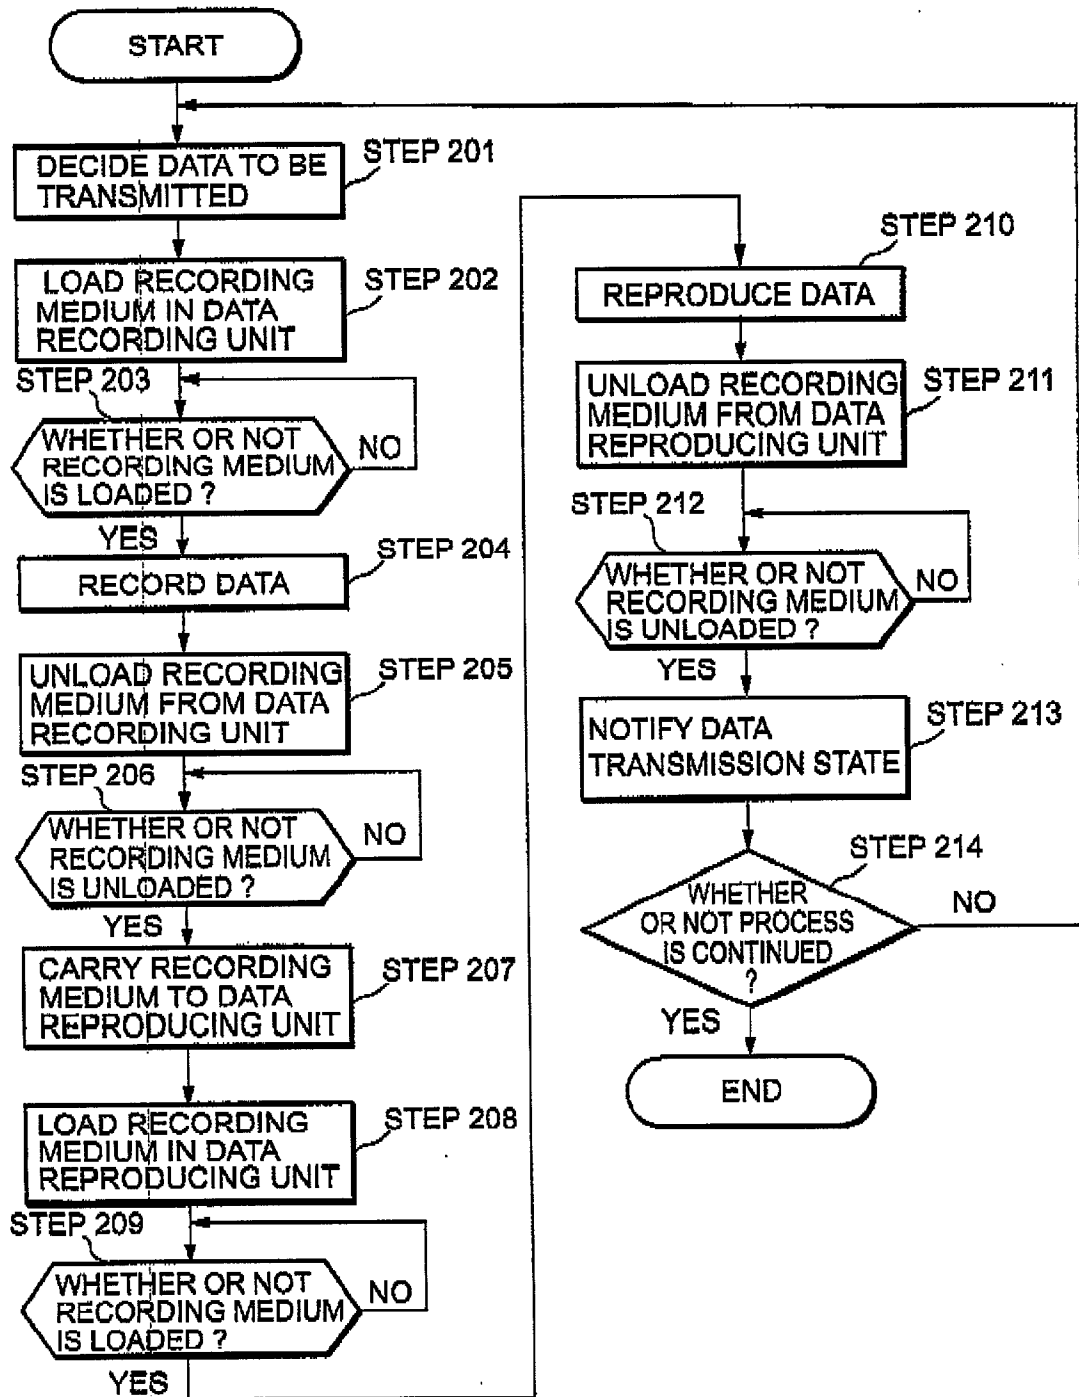 START
DECIDE DATA TO BE
TRANSMITTED
STEP 201
LOAD RECORDING
MEDIUM IN DATA
RECORDING UNIT
STEP 202
STEP 203
WHETHER OR NOT
RECORDING MEDIUM
IS LOADED ?
NO
YES
RECORD DATA
STEP 204
UNLOAD RECORDING
MEDIUM FROM DATA
RECORDING UNIT
STEP 205
STEP 206
WHETHER OR NOT
RECORDING MEDIUM
IS UNLOADED ?
NO
YES
CARRY RECORDING
MEDIUM TO DATA
REPRODUCING UNIT
STEP 207
LOAD RECORDING
MEDIUM IN DATA
REPRODUCING UNIT
STEP 208
STEP 209
WHETHER OR NOT
RECORDING MEDIUM
IS LOADED ?
NO
YES
STEP 210
REPRODUCE DATA
UNLOAD RECORDING
MEDIUM FROM DATA
REPRODUCING UNIT
STEP 211
STEP 212
WHETHER OR NOT
RECORDING MEDIUM
IS UNLOADED ?
NO
YES
NOTIFY DATA
TRANSMISSION STATE
STEP 213
STEP 214
WHETHER
OR NOT PROCESS
IS CONTINUED
?
NO
YES
END